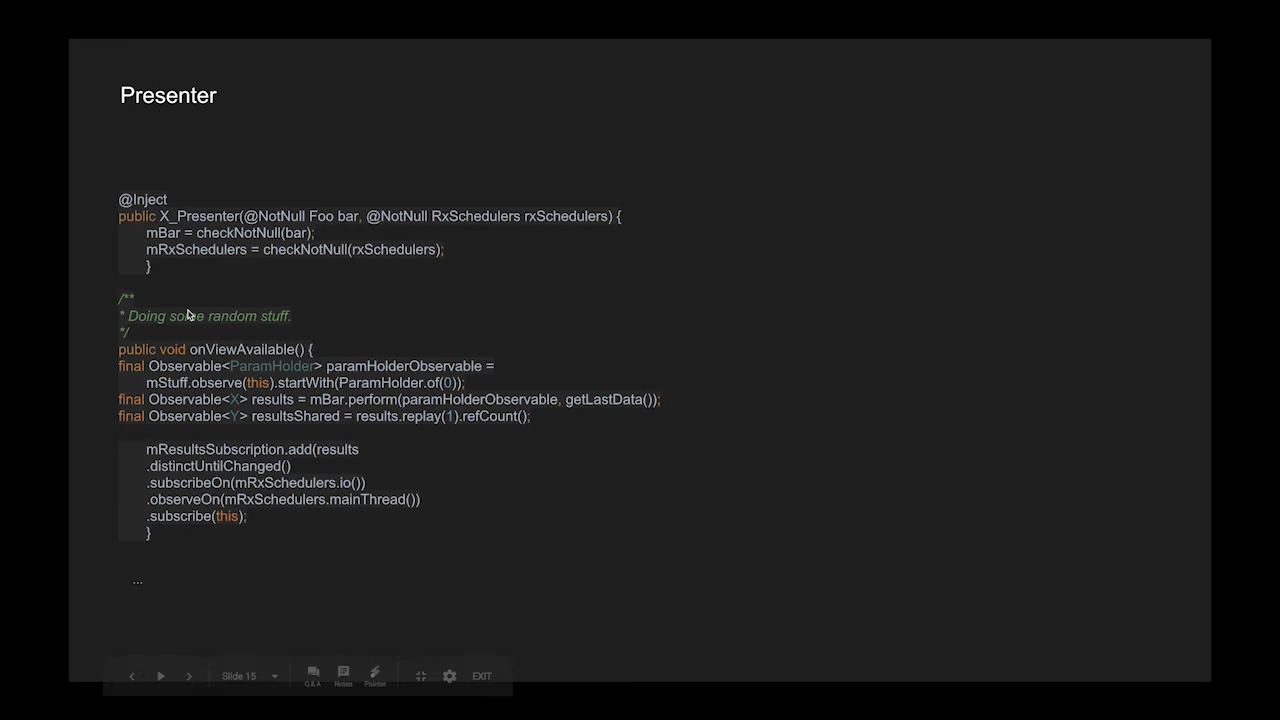 Presenter
@Inject
public X_Presenter(@NotNull Foo bar, @NotNull RxSchedulers rxSchedulers) {
mBar = checkNotNull(bar);
mRxSchedulers = checkNotNull(rxSchedulers);
}
/**
* Doing some random stuff.
*/
public void onViewAvailable() {
final Observable<ParamHolder> paramHolderObservable =
mStuff.observe(this).startWith(ParamHolder.of(0));
final Observable<X> results = mBar.perform(paramHolderObservable, getLastData());
final Observable<Y> resultsShared = results.replay(1).refCount();
mResultsSubscription.add(results
.distinctUntilChanged()
.subscribeOn(mRxSchedulers.io())
.observeOn(mRxSchedulers.mainThread())
.subscribe(this);
}
...
Slide 15
Q&A
Notes
Pointer
EXIT